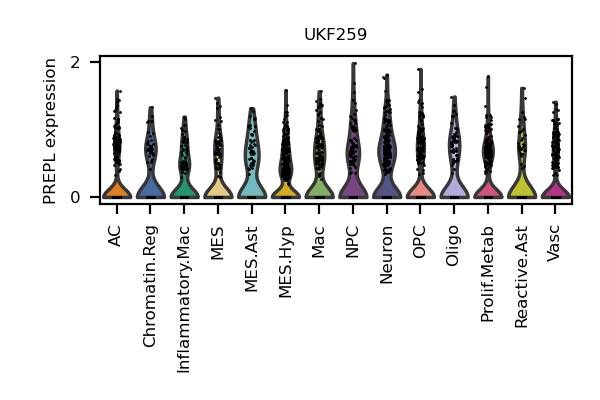 UKF259
PREPL expression
2
0
AC
Chromatin.Reg
Inflammatory.Mac
MES
MES.Ast
MES.Hyp
Mac
NPC
Neuron
OPC
Oligo
Prolif.Metab
Reactive.Ast
Vasc